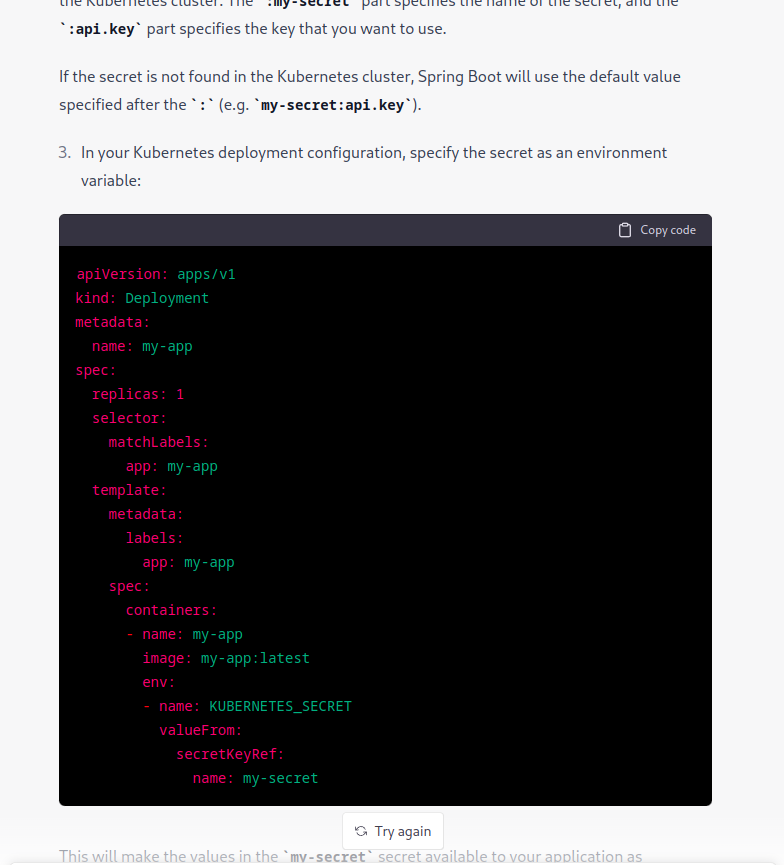 the Kubernetes cluster. The `:my-secret` part specifies the name of the secret, and the
`:api.key` part specifies the key that you want to use.
If the secret is not found in the Kubernetes cluster, Spring Boot will use the default value
specified after the `:` (e.g. `my-secret:api.key`).
3. In your Kubernetes deployment configuration, specify the secret as an environment
variable:
Copy code
apiVersion: apps/v1
kind: Deployment
metadata:
  name: my-app
spec:
  replicas: 1
  selector:
    matchLabels:
      app: my-app
  template:
    metadata:
      labels:
        app: my-app
    spec:
      containers:
      - name: my-app
        image: my-app:latest
        env:
        - name: KUBERNETES_SECRET
          valueFrom:
            secretKeyRef:
              name: my-secret
Try again
This will make the values in the `my-secret` secret available to your application as